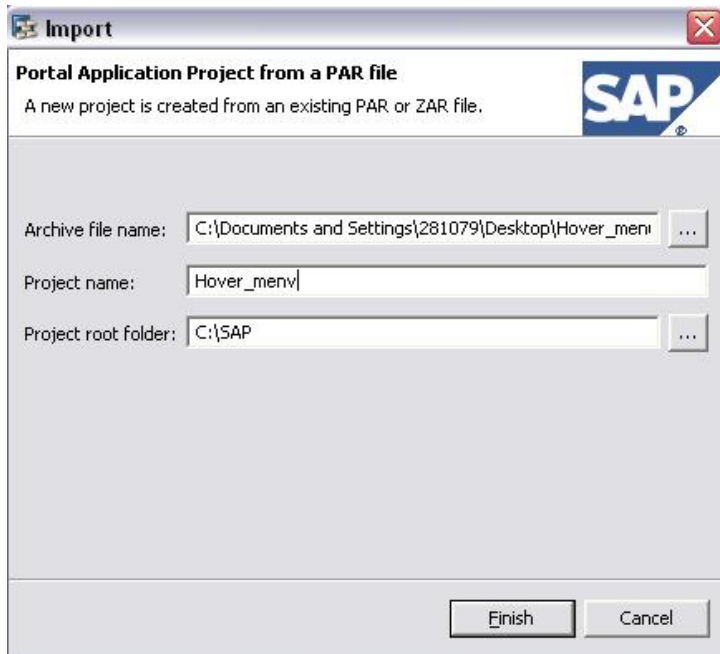 Import
Portal Application Project from a PAR file
A new project is created from an existing PAR or ZAR file.
SAP
®
Archive file name: C:\Documents and Settings\281079\Desktop\Hover_menu ...
Project name: Hover_menv
Project root folder: C:\SAP ...
Finish Cancel